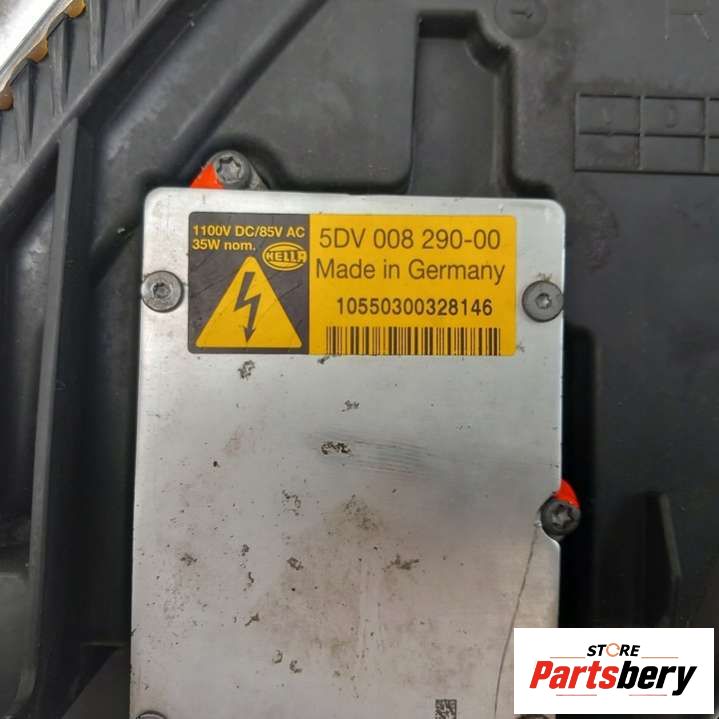 1100V DC/85V AC
35W nom.
HELLA
5DV 008 290-00
Made in Germany
10550300328146
STORE
Partsbery